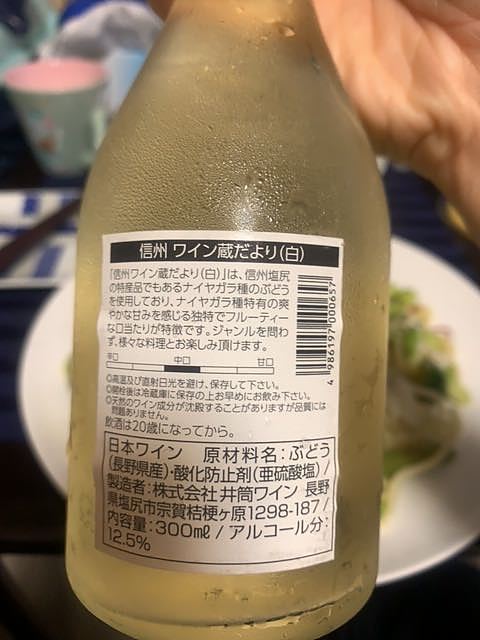 信州 ワイン蔵だより(白)
「信州ワイン蔵だより(白)」は、信州塩尻
の特産品でもあるナイヤガラ種のぶどう
を使用しており、ナイヤガラ種特有の爽
やかな甘みを感じる独特でフルーティー
な口当たりが特徴です。ジャンルを問わ
ず、様々な料理とお楽しみ頂けます。
辛口 中口 甘口
◎高温及び直射日光を避け、保存して下さい。
◎開栓後は冷蔵庫に保存の上お早めにお飲み下さい。
◎天然のワイン成分が沈殿することがありますが品質には
問題ありません。
飲酒は20歳になってから。
4 986197 000657
日本ワイン 原材料名:ぶどう
(長野県産)・酸化防止剤(亜硫酸塩)/
製造者:株式会社 井筒ワイン 長野
県塩尻市宗賀桔梗ヶ原1298-187/
内容量:300mℓ/アルコール分:
12.5%